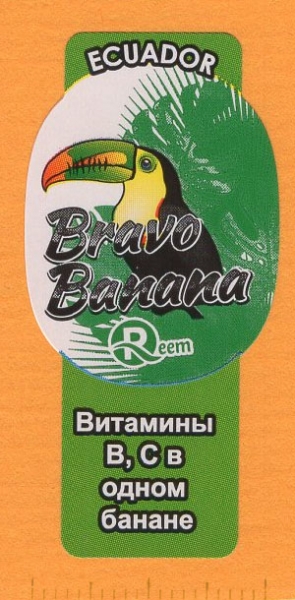 ECUADOR
Bravo
Banana
Reem
Витамины
В, С в
одном
банане